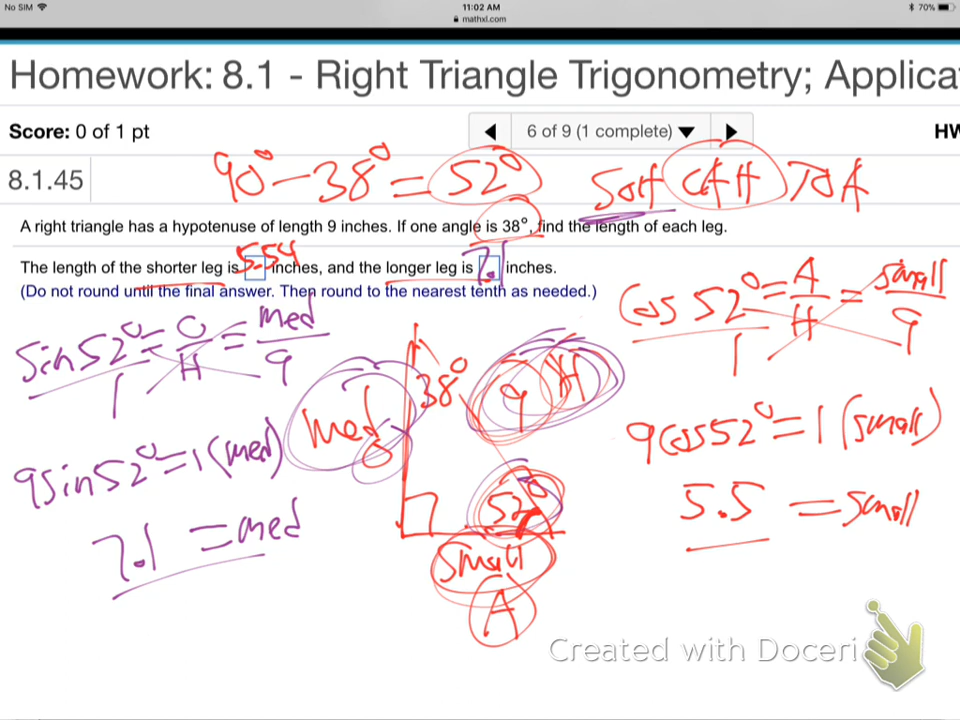 No SIM 11:02 AM 70%
mathxl.com
Homework: 8.1 - Right Triangle Trigonometry; Applica
Score: 0 of 1 pt 6 of 9 (1 complete) HW
8.1.45
90° - 38° = 52° SOH CAH TOA
A right triangle has a hypotenuse of length 9 inches. If one angle is 38°, find the length of each leg.
The length of the shorter leg is 5.54 inches, and the longer leg is 7.1 inches.
(Do not round until the final answer. Then round to the nearest tenth as needed.)
sin 52° = O/H = med/9
1
9 sin 52° = 1 (med)
7.1 = med
38°
med
9 H
52°
small
A
Cos 52° = A/H = small/9
1
9 cos 52° = 1 (small)
5.5 = small
Created with Doceri